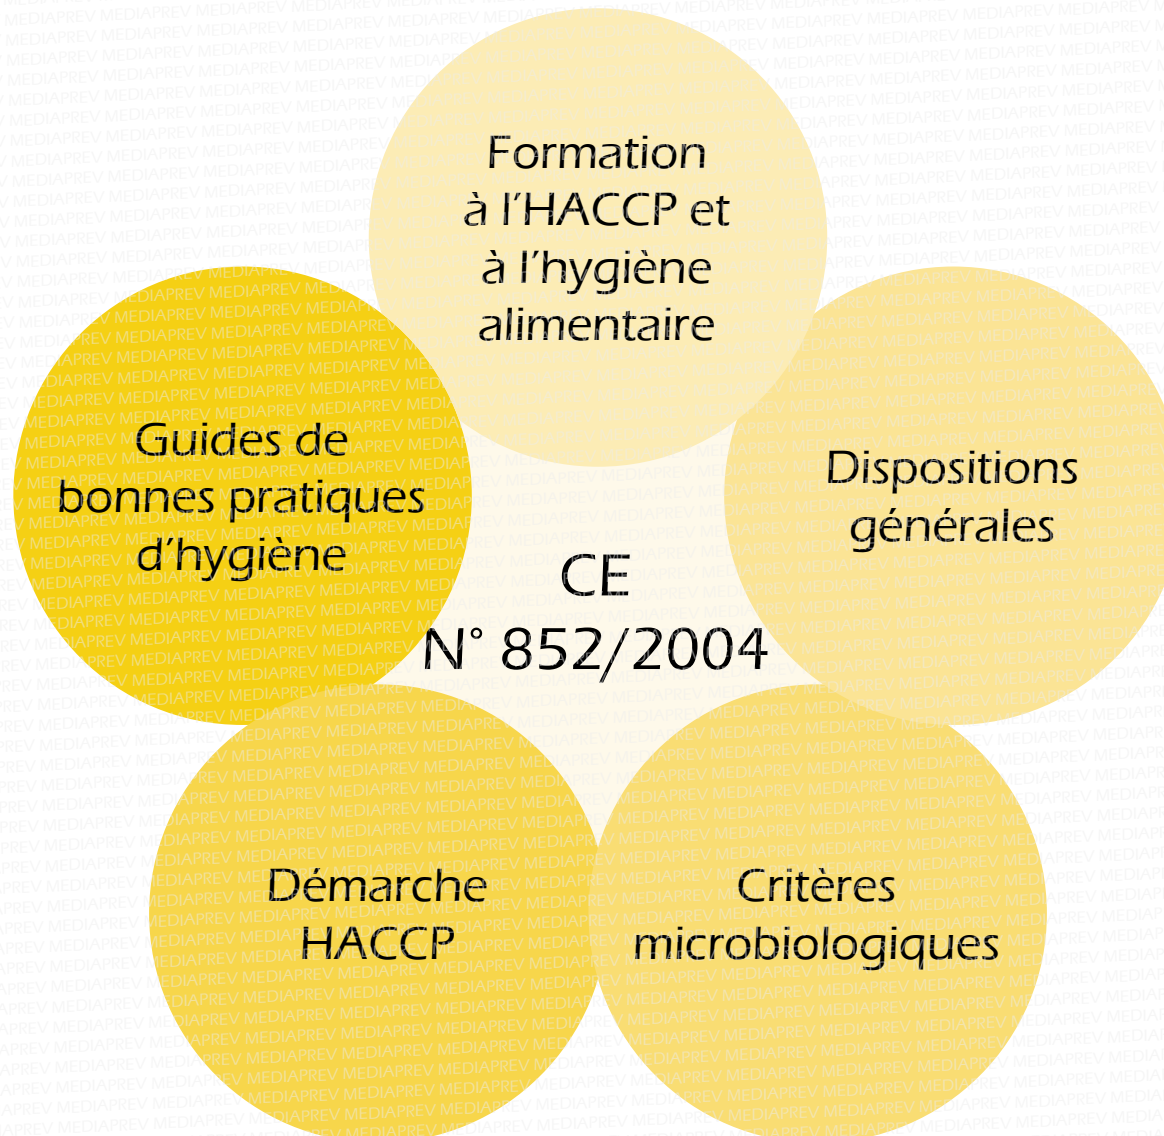 Formation
à l'HACCP et
à l'hygiène
alimentaire
Guides de
bonnes pratiques
d'hygiène
Dispositions
générales
CE
N° 852/2004
Démarche
HACCP
Critères
microbiologiques
MEDIAPREV